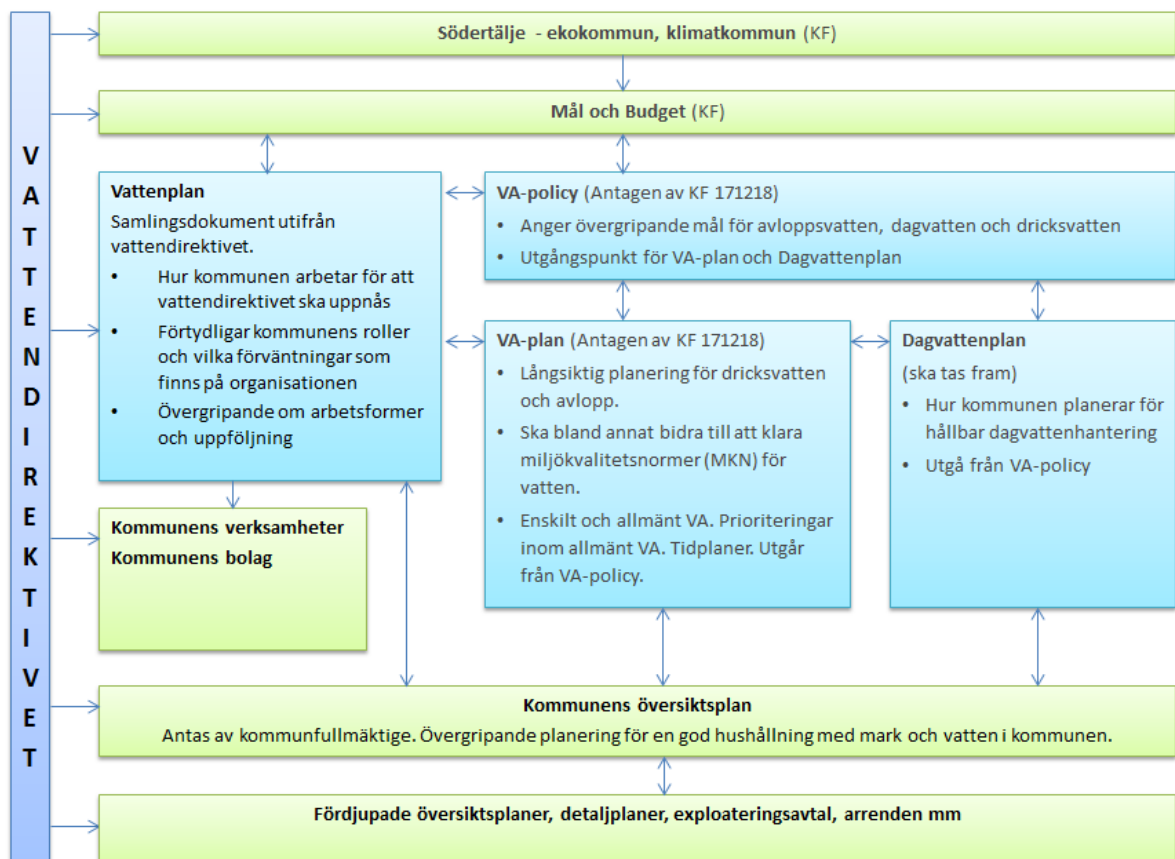 VATTENDIREKTIVET
Södertälje - ekokommun, klimatkommun (KF)
Mål och Budget (KF)
Vattenplan
Samlingsdokument utifrån
vattendirektivet.
• Hur kommunen arbetar för att
vattendirektivet ska uppnås
• Förtydligar kommunens roller
och vilka förväntningar som
finns på organisationen
• Övergripande om arbetsformer
och uppföljning
VA-policy (Antagen av KF 171218)
• Anger övergripande mål för avloppsvatten, dagvatten och dricksvatten
• Utgångspunkt för VA-plan och Dagvattenplan
VA-plan (Antagen av KF 171218)
• Långsiktig planering för dricksvatten
och avlopp.
• Ska bland annat bidra till att klara
miljökvalitetsnormer (MKN) för
vatten.
• Enskilt och allmänt VA. Prioriteringar
inom allmänt VA. Tidplaner. Utgår
från VA-policy.
Dagvattenplan
(ska tas fram)
• Hur kommunen planerar för
hållbar dagvattenhantering
• Utgå från VA-policy
Kommunens verksamheter
Kommunens bolag
Kommunens översiktsplan
Antas av kommunfullmäktige. Övergripande planering för en god hushållning med mark och vatten i kommunen.
Fördjupade översiktsplaner, detaljplaner, exploateringsavtal, arrenden mm